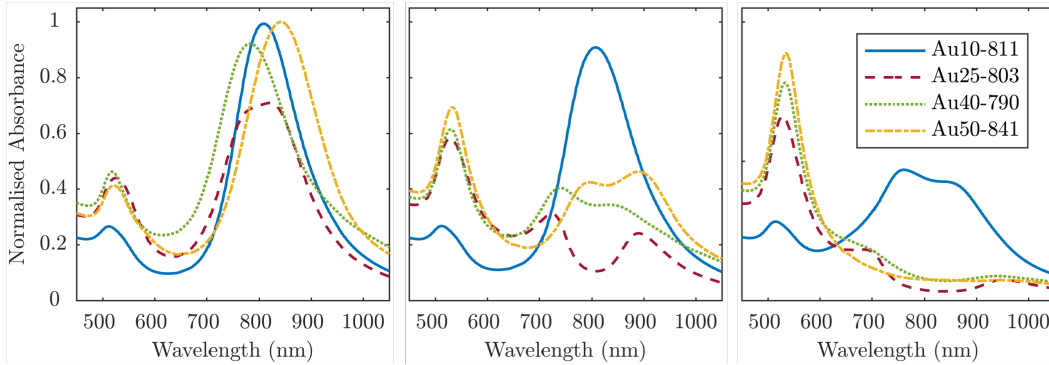 Normalised Absorbance
1
0.8
0.6
0.4
0.2
0
500 600 700 800 900 1000
Wavelength (nm)
500 600 700 800 900 1000
Wavelength (nm)
500 600 700 800 900 1000
Wavelength (nm)
Au10-811
Au25-803
Au40-790
Au50-841